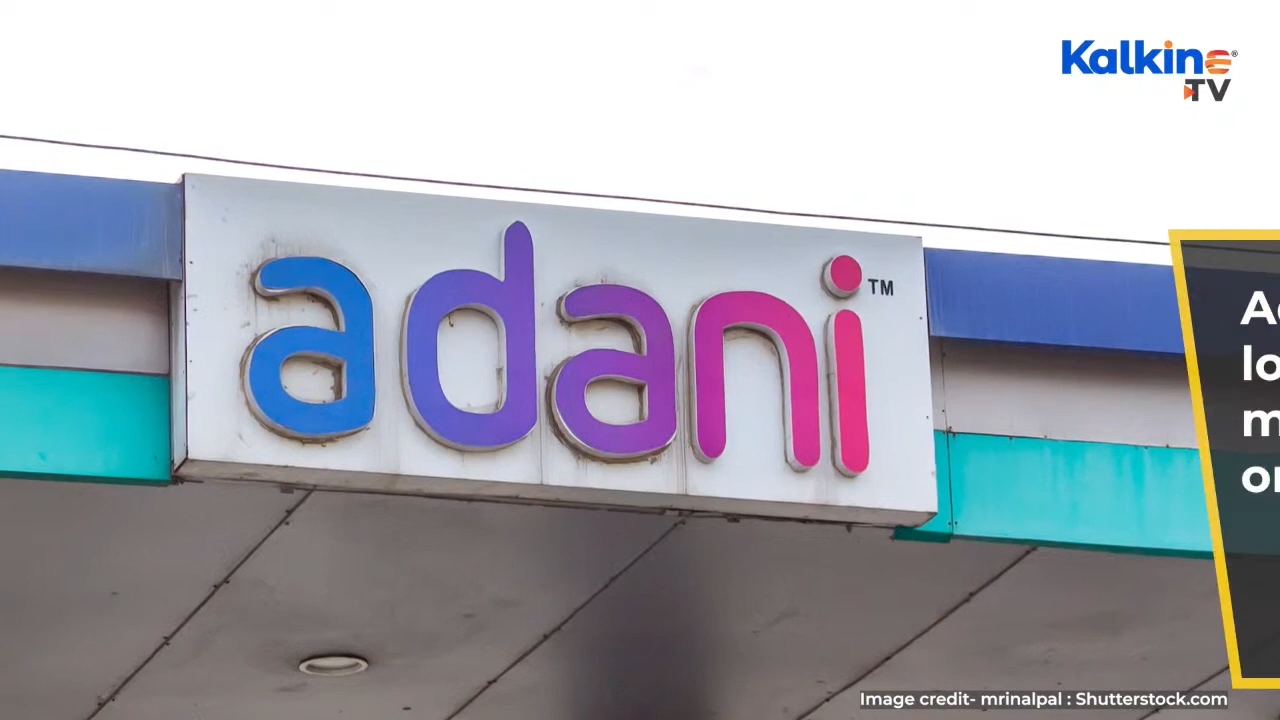 Kalkine®
TV
adani™
Image credit- mrinalpal : Shutterstock.com